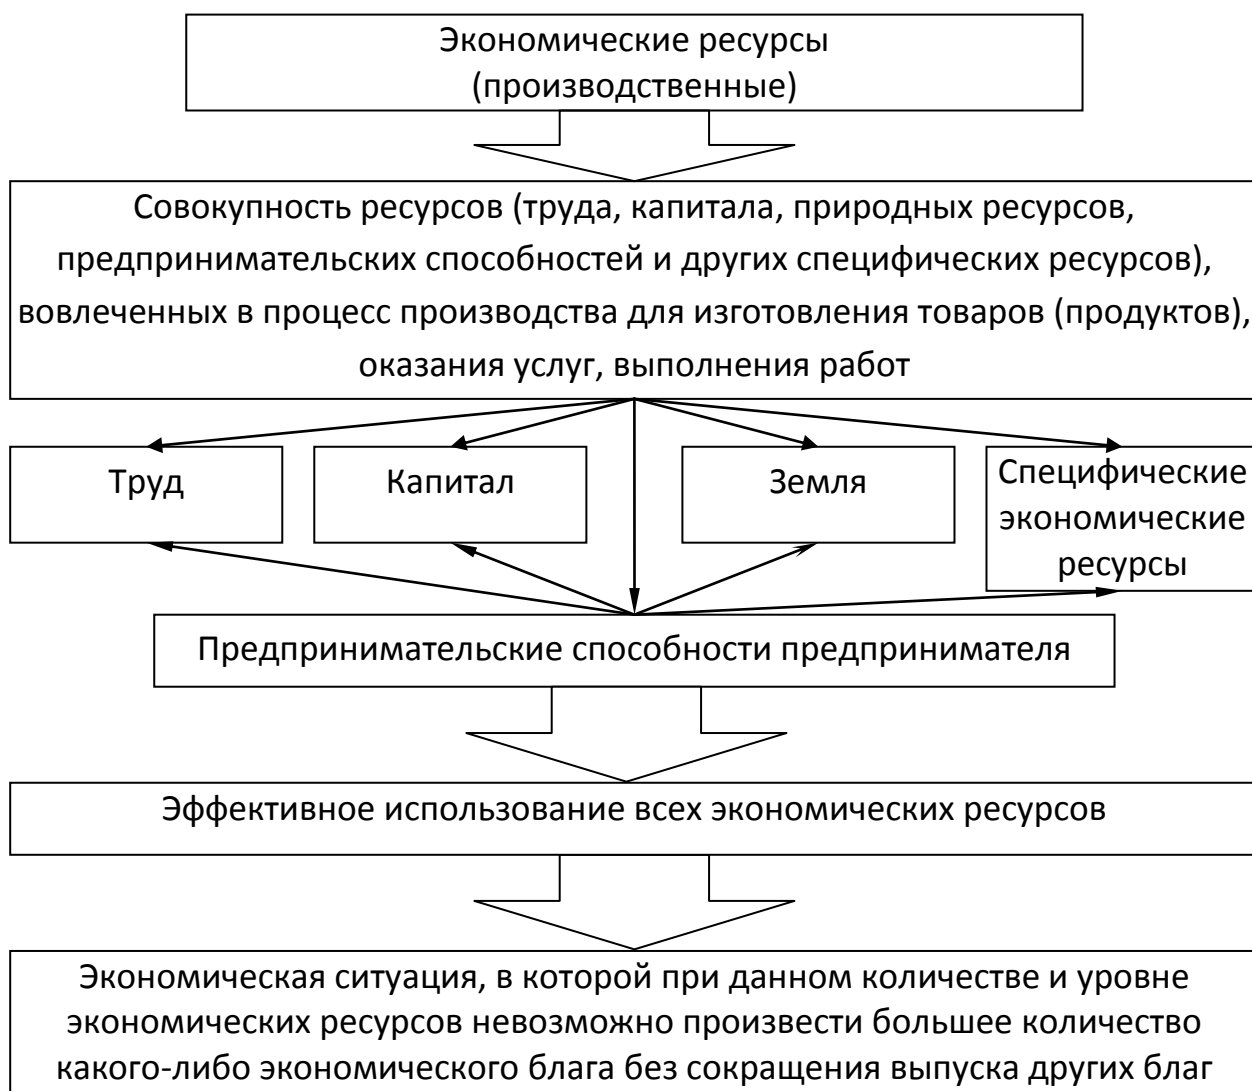 Экономические ресурсы
(производственные)
Совокупность ресурсов (труда, капитала, природных ресурсов,
предпринимательских способностей и других специфических ресурсов),
вовлеченных в процесс производства для изготовления товаров (продуктов),
оказания услуг, выполнения работ
Труд
Капитал
Земля
Специфические
экономические
ресурсы
Предпринимательские способности предпринимателя
Эффективное использование всех экономических ресурсов
Экономическая ситуация, в которой при данном количестве и уровне
экономических ресурсов невозможно произвести большее количество
какого-либо экономического блага без сокращения выпуска других благ